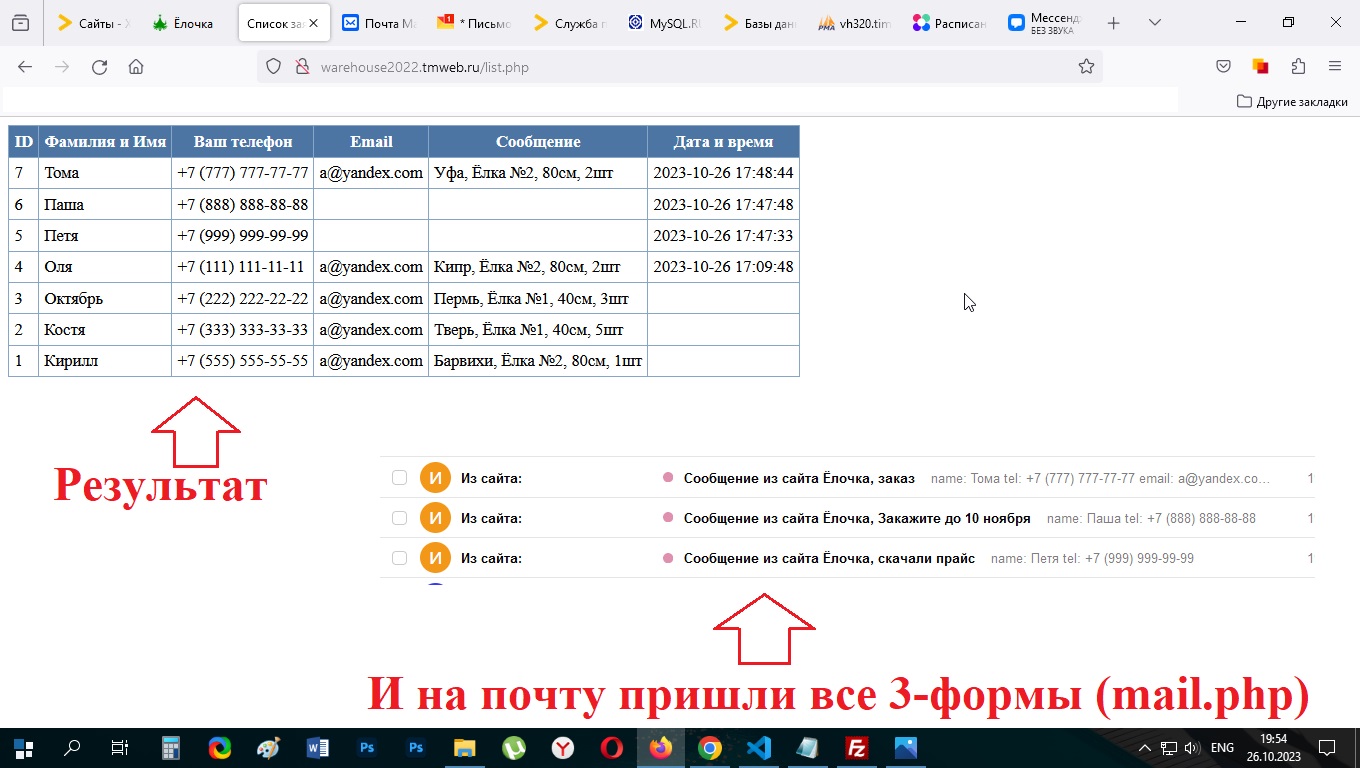 Сайты - Ёлочка Список за Почта Ma * Письмо Служба п MySQL.RU Базы дан vh320.tim Расписан Мессенд
БЕЗ ЗВУКА
warehouse2022.tmweb.ru/list.php
Другие закладки
ID Фамилия и Имя Ваш телефон Email Сообщение Дата и время
7 Тома +7 (777) 777-77-77 a@yandex.com Уфа, Ёлка №2, 80см, 2шт 2023-10-26 17:48:44
6 Паша +7 (888) 888-88-88 2023-10-26 17:47:48
5 Петя +7 (999) 999-99-99 2023-10-26 17:47:33
4 Оля +7 (111) 111-11-11 a@yandex.com Кипр, Ёлка №2, 80см, 2шт 2023-10-26 17:09:48
3 Октябрь +7 (222) 222-22-22 a@yandex.com Пермь, Ёлка №1, 40см, 3шт
2 Костя +7 (333) 333-33-33 a@yandex.com Тверь, Ёлка №1, 40см, 5шт
1 Кирилл +7 (555) 555-55-55 a@yandex.com Барвихи, Ёлка №2, 80см, 1шт
Результат
И Из сайта: Сообщение из сайта Ёлочка, заказ name: Тома tel: +7 (777) 777-77-77 email: a@yandex.co... 1
И Из сайта: Сообщение из сайта Ёлочка, Закажите до 10 ноября name: Паша tel: +7 (888) 888-88-88 1
И Из сайта: Сообщение из сайта Ёлочка, скачали прайс name: Петя tel: +7 (999) 999-99-99 1
И на почту пришли все 3-формы (mail.php)
ENG 19:54
26.10.2023